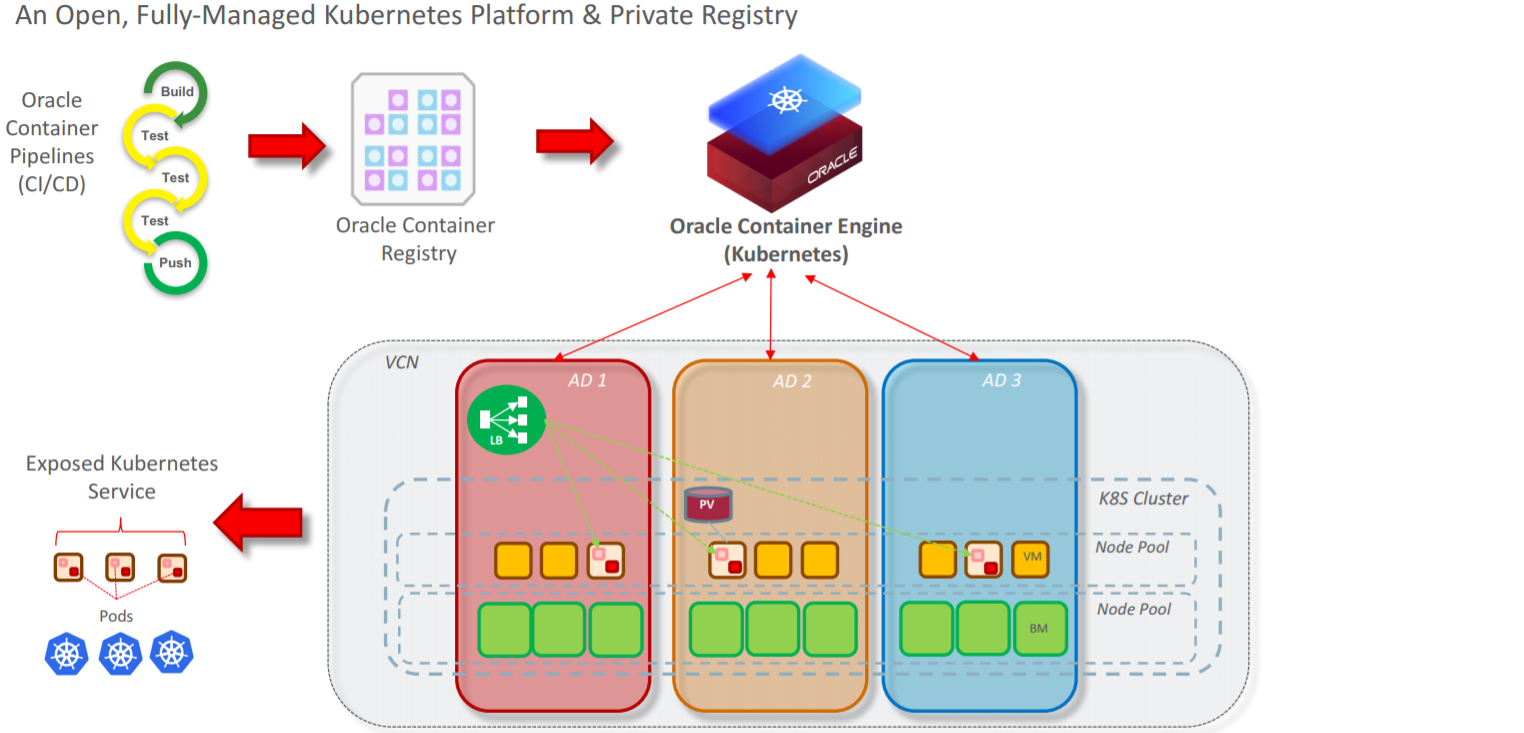 An Open, Fully-Managed Kubernetes Platform & Private Registry
Oracle
Container
Pipelines
(CI/CD)
Build
Test
Test
Test
Push
Oracle Container
Registry
ORACLE
Oracle Container Engine
(Kubernetes)
VCN
AD 1
AD 2
AD 3
LB
Exposed Kubernetes
Service
Pods
PV
K8S Cluster
Node Pool
VM
Node Pool
BM